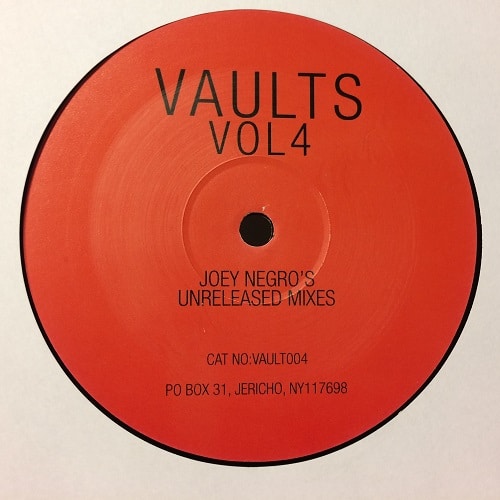 VAULTS
VOL4
JOEY NEGRO'S
UNRELEASED MIXES
CAT NO:VAULT004
PO BOX 31, JERICHO, NY117698